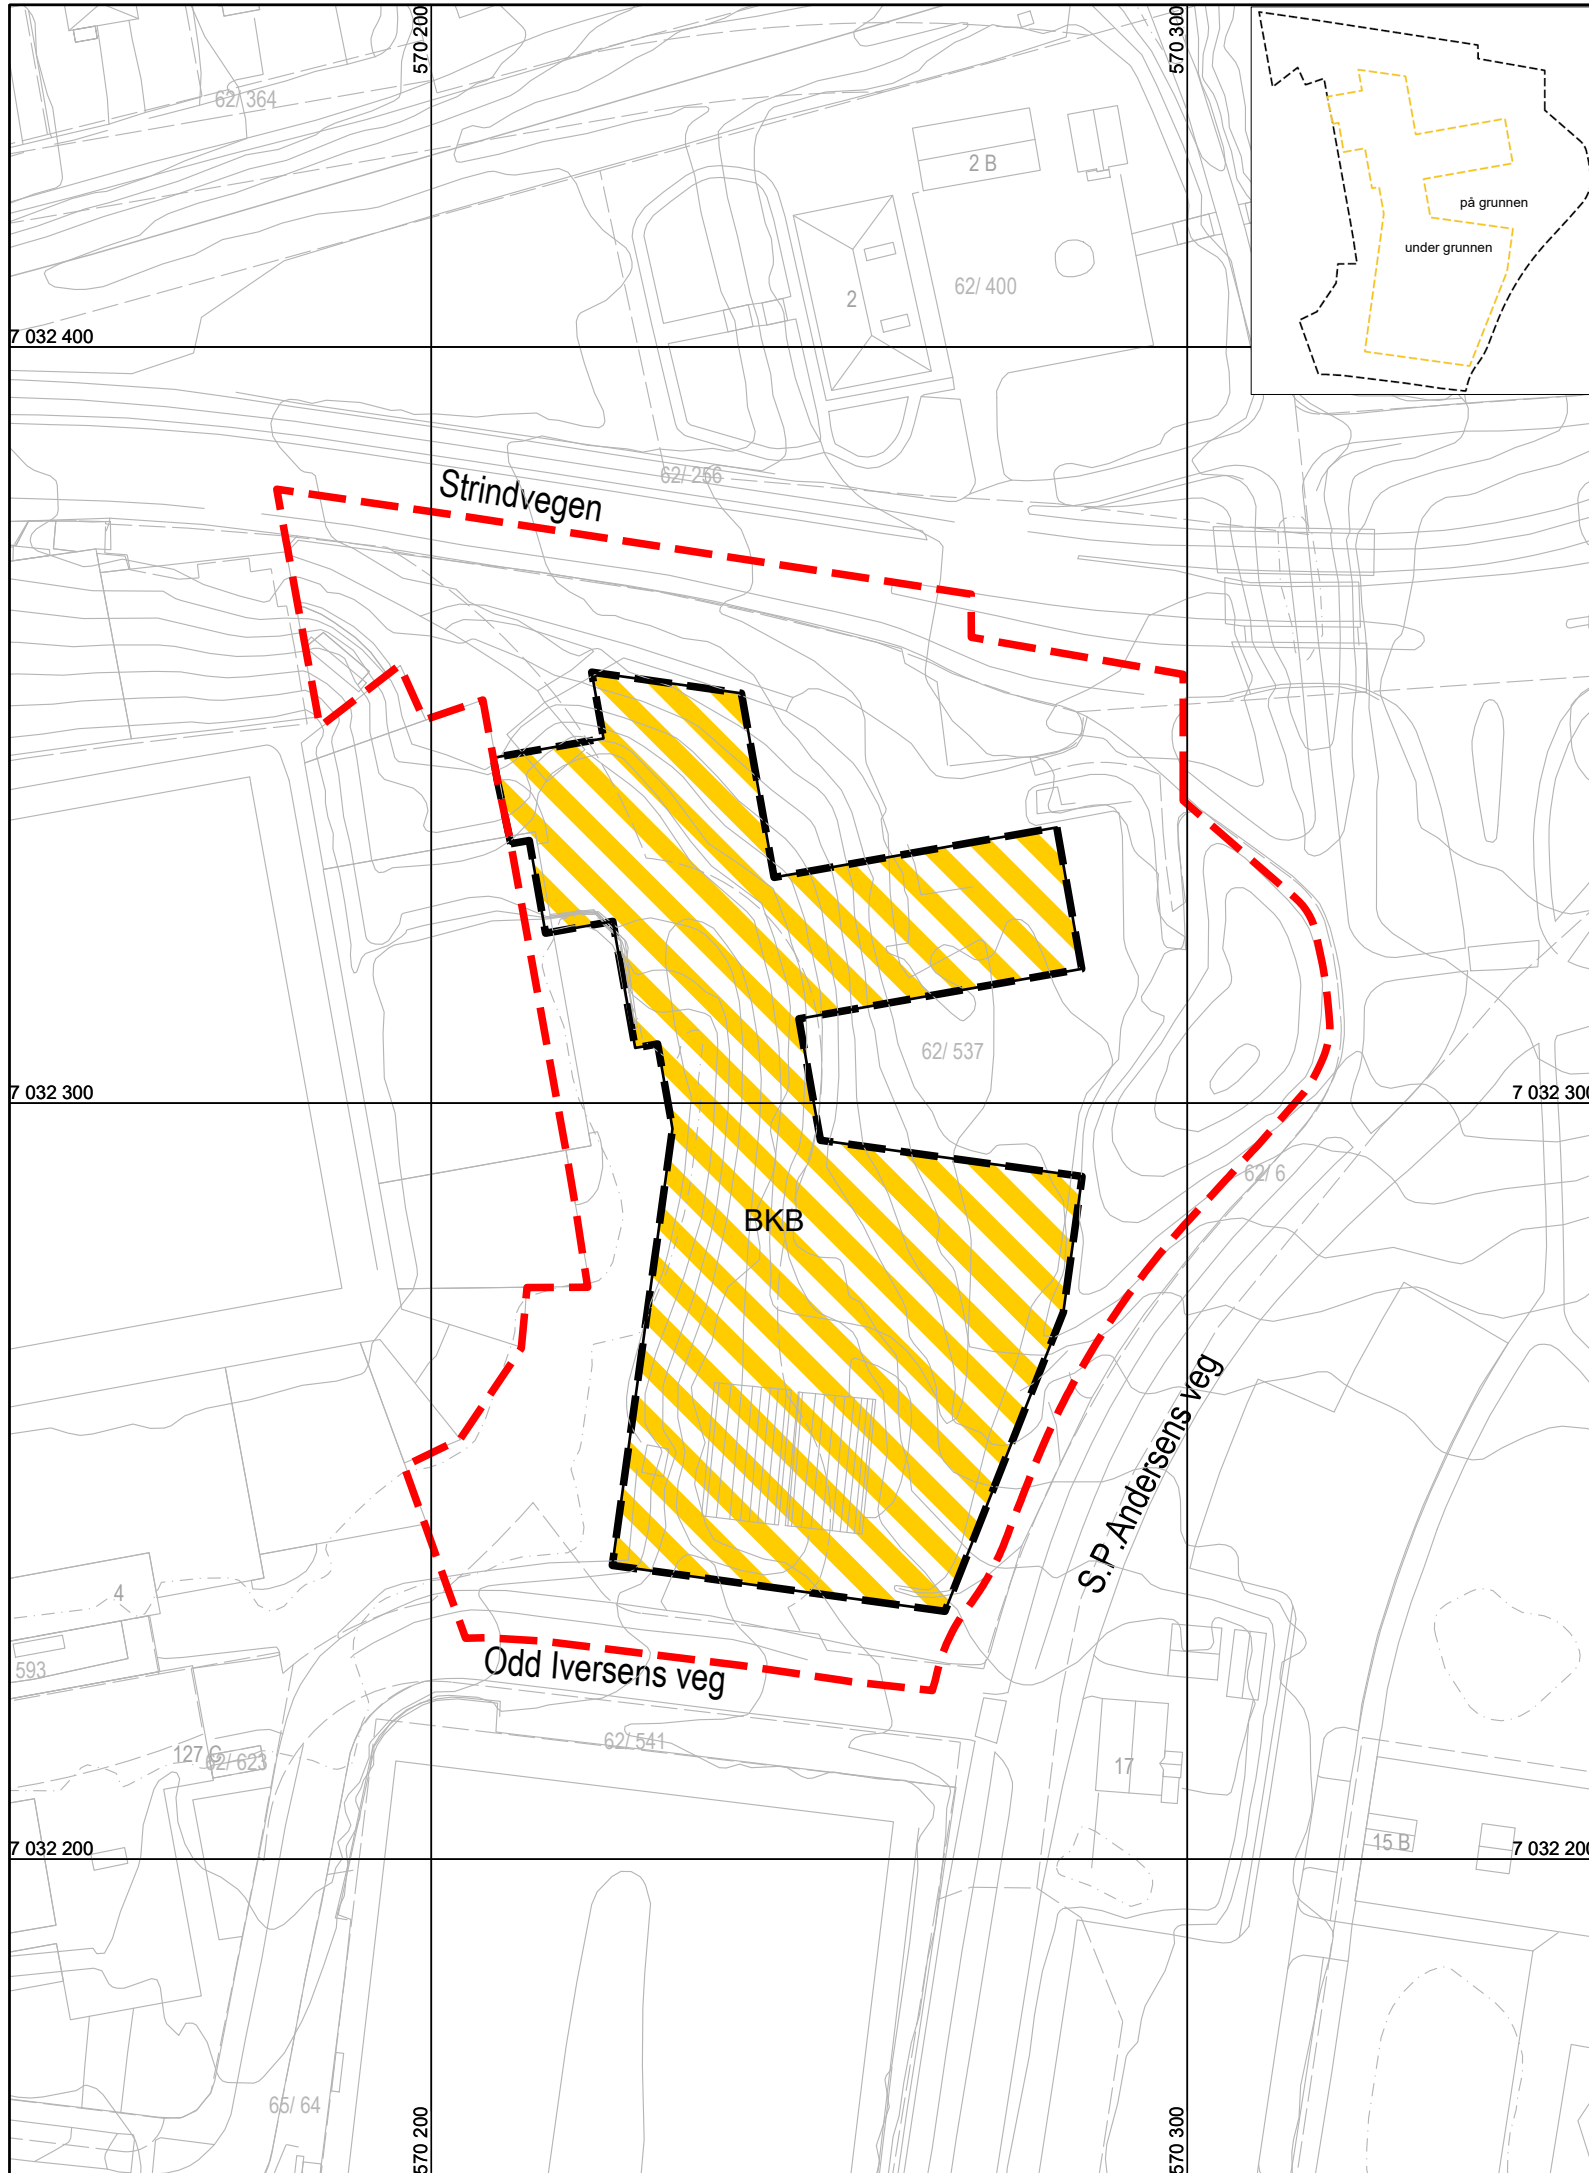 570 200
570 300
62/ 364
2 B
på grunnen
under grunnen
62/ 400
2
7 032 400
62/ 256
Strindvegen
62/ 537
7 032 300
7 032 300
62/ 6
BKB
S.P.Andersens veg
4
593
Odd Iversens veg
62/ 541
127 C
62/ 623
17
15 B
7 032 200
7 032 200
65/ 64
570 200
570 300